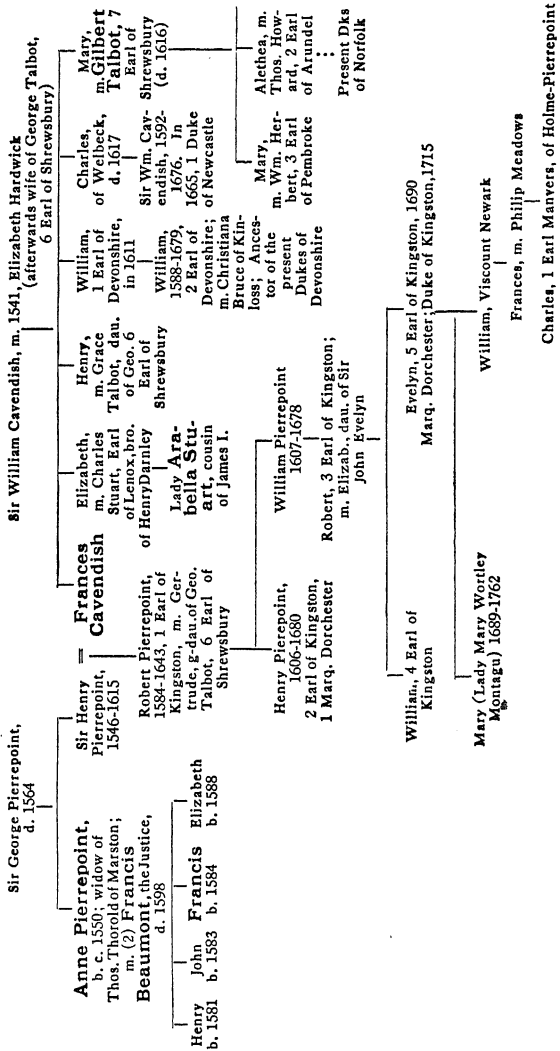 Sir George Pierrepoint,
d. 1564
Sir William Cavendish, m. 1541, Elizabeth Hardwick
(afterwards wife of George Talbot,
6 Earl of Shrewsbury)
Anne Pierrepoint,
b. c. 1550; widow of
Thos. Thorold of Marston;
m. (2) Francis
Beaumont, the Justice,
d. 1598
Sir Henry
Pierrepoint,
1546-1615
=
Frances
Cavendish
Elizabeth,
m. Charles
Stuart, Earl
of Lenox, bro.
of Henry Darnley
Henry,
m. Grace
Talbot, dau.
of Geo. 6
Earl of
Shrewsbury
William,
1 Earl of
Devonshire,
in 1611
Charles,
of Welbeck,
d. 1617
Mary,
m. Gilbert
Talbot, 7
Earl of
Shrewsbury
(d. 1616)
Henry
b. 1581
John
b. 1583
Francis
b. 1584
Elizabeth
b. 1588
Robert Pierrepoint,
1584-1643, 1 Earl of
Kingston, m. Ger-
trude, g-dau. of Geo.
Talbot, 6 Earl of
Shrewsbury
Lady Ara-
bella Stu-
art, cousin
of James I.
William,
1588-1679,
2 Earl of
Devonshire;
m. Christiana
Bruce of Kin-
loss; Ances-
tor of the
present
Dukes of
Devonshire
Sir Wm. Cav-
endish, 1592-
1676. In
1665, 1 Duke
of Newcastle
Mary,
m. Wm. Her-
bert, 3 Earl
of Pembroke
Alethea, m.
Thos. How-
ard, 2 Earl
of Arundel
Present Dks
of Norfolk
Henry Pierepoint,
1606-1680
2 Earl of Kingston,
1 Marq. Dorchester
William Pierrepoint
1607-1678
Robert, 3 Earl of Kingston;
m. Elizab., dau. of Sir
John Evelyn
William, 4 Earl of
Kingston
Evelyn, 5 Earl of Kingston, 1690
Marq. Dorchester; Duke of Kingston, 1715
Mary (Lady Mary Wortley
Montagu) 1689-1762
William, Viscount Newark
Frances, m. Philip Meadows
Charles, 1 Earl Manvers, of Holme-Pierrepoint